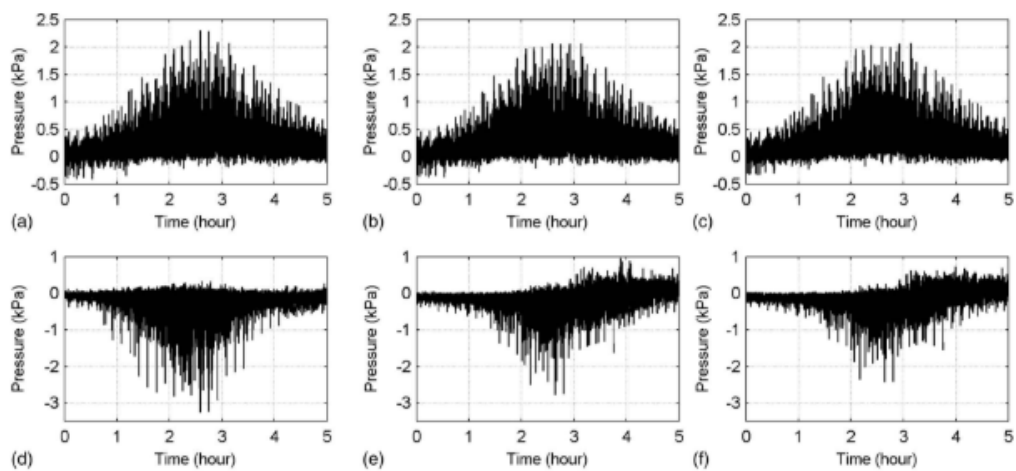 2.5 2.5 2.5
2 2 2
1.5 1.5 1.5
1 1 1
0.5 0.5 0.5
0 0 0
-0.5 -0.5 -0.5
Pressure (kPa) Pressure (kPa) Pressure (kPa)
0 1 2 3 4 5 0 1 2 3 4 5 0 1 2 3 4 5
(a) Time (hour) (b) Time (hour) (c) Time (hour)
1 1 1
0 0 0
-1 -1 -1
-2 -2 -2
-3 -3 -3
Pressure (kPa) Pressure (kPa) Pressure (kPa)
0 1 2 3 4 5 0 1 2 3 4 5 0 1 2 3 4 5
(d) Time (hour) (e) Time (hour) (f) Time (hour)